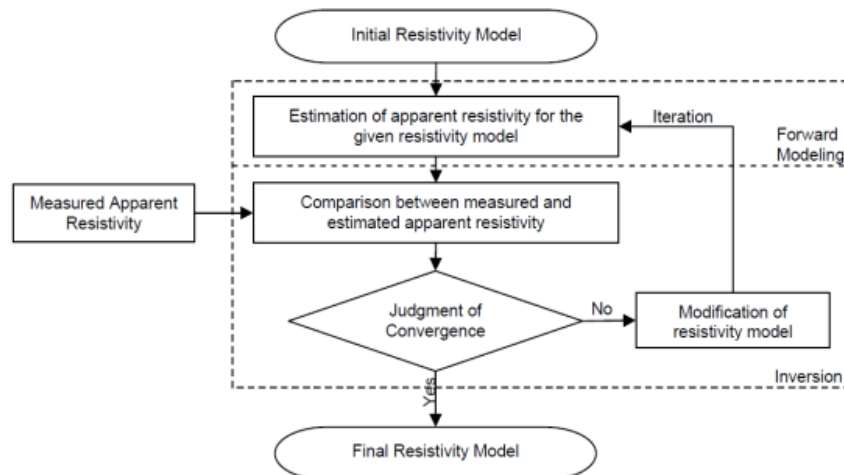 Initial Resistivity Model
Estimation of apparent resistivity for the
given resistivity model
Iteration
Forward
Modeling
Measured Apparent
Resistivity
Comparison between measured and
estimated apparent resistivity
Judgment of
Convergence
No
Modification of
resistivity model
Inversion
Yes
Final Resistivity Model